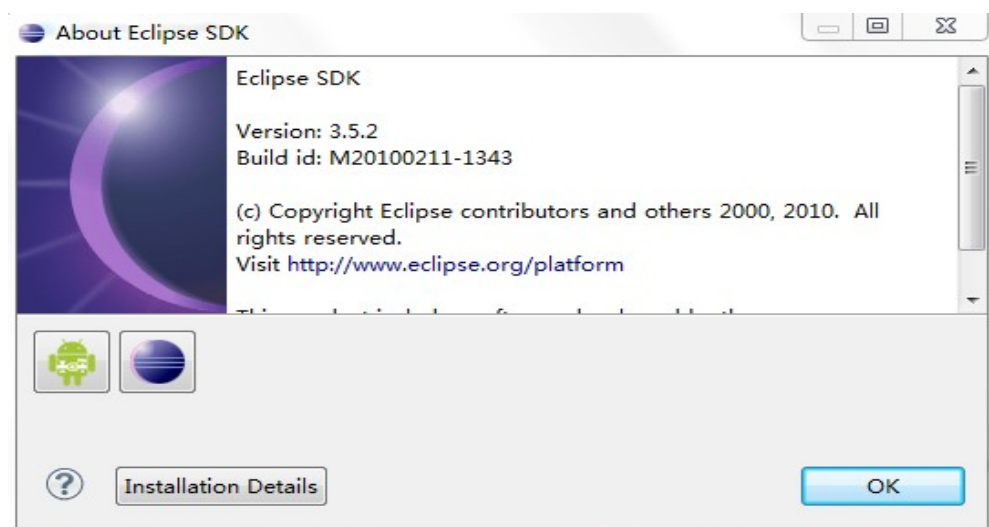 About Eclipse SDK
Eclipse SDK
Version: 3.5.2
Build id: M20100211-1343
(c) Copyright Eclipse contributors and others 2000, 2010.  All
rights reserved.
Visit http://www.eclipse.org/platform
Installation Details
OK